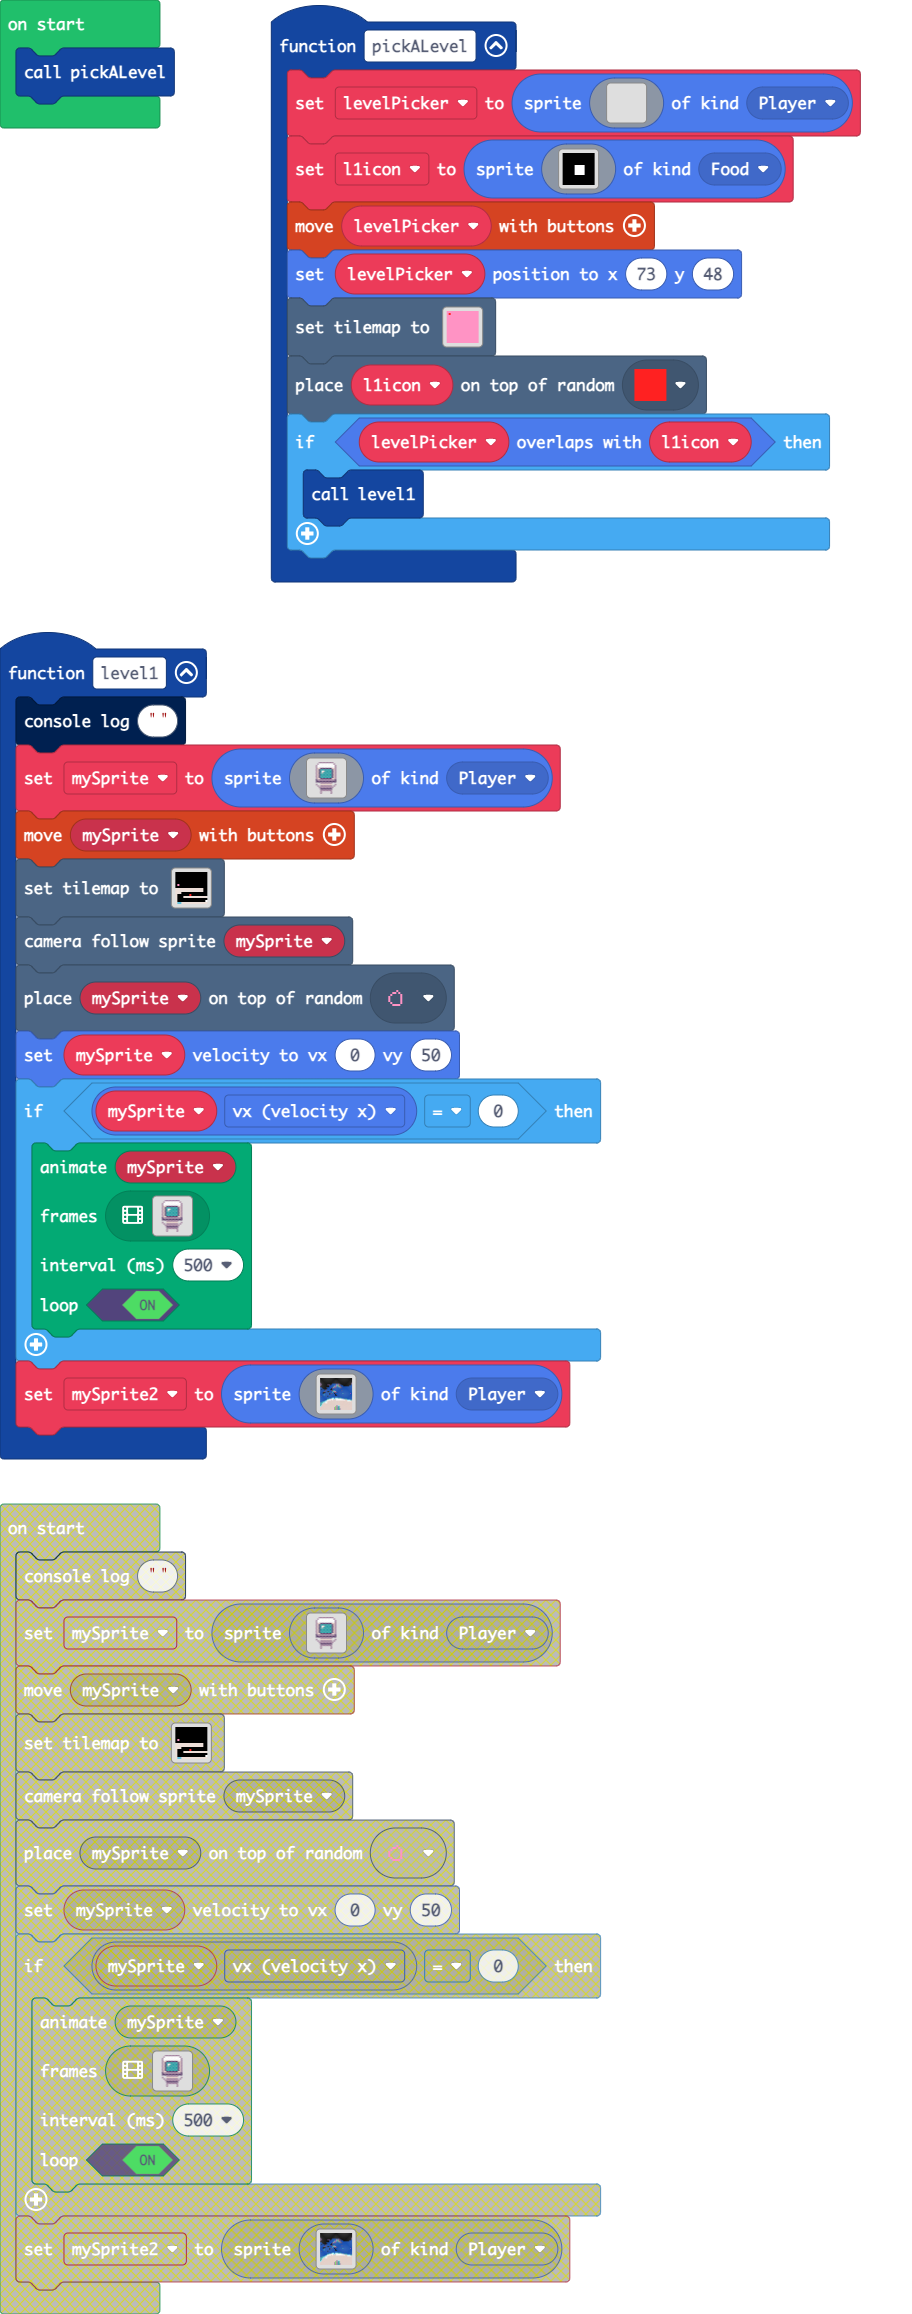 on start
call pickALevel
function pickALevel
set levelPicker to sprite of kind Player
set l1icon to sprite of kind Food
move levelPicker with buttons
set levelPicker position to x 73 y 48
set tilemap to
place l1icon on top of random
if levelPicker overlaps with l1icon then
call level1
function level1
console log " "
set mySprite to sprite of kind Player
move mySprite with buttons
set tilemap to
camera follow sprite mySprite
place mySprite on top of random
set mySprite velocity to vx 0 vy 50
if mySprite vx (velocity x) = 0 then
animate mySprite
frames
interval (ms) 500
loop ON
set mySprite2 to sprite of kind Player
on start
console log " "
set mySprite to sprite of kind Player
move mySprite with buttons
set tilemap to
camera follow sprite mySprite
place mySprite on top of random
set mySprite velocity to vx 0 vy 50
if mySprite vx (velocity x) = 0 then
animate mySprite
frames
interval (ms) 500
loop ON
set mySprite2 to sprite of kind Player